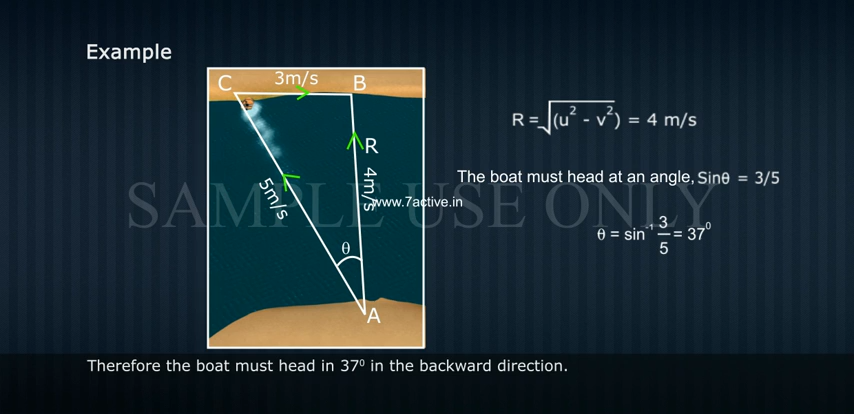 Example
C 3m/s B
R = √(u² - v²) = 4 m/s
R
The boat must head at an angle, Sinθ = 3/5
5m/s 4m/s
www.7active.in
SAMPLE USE ONLY
θ = sin⁻¹ 3/5 = 37⁰
θ
A
Therefore the boat must head in 37⁰ in the backward direction.